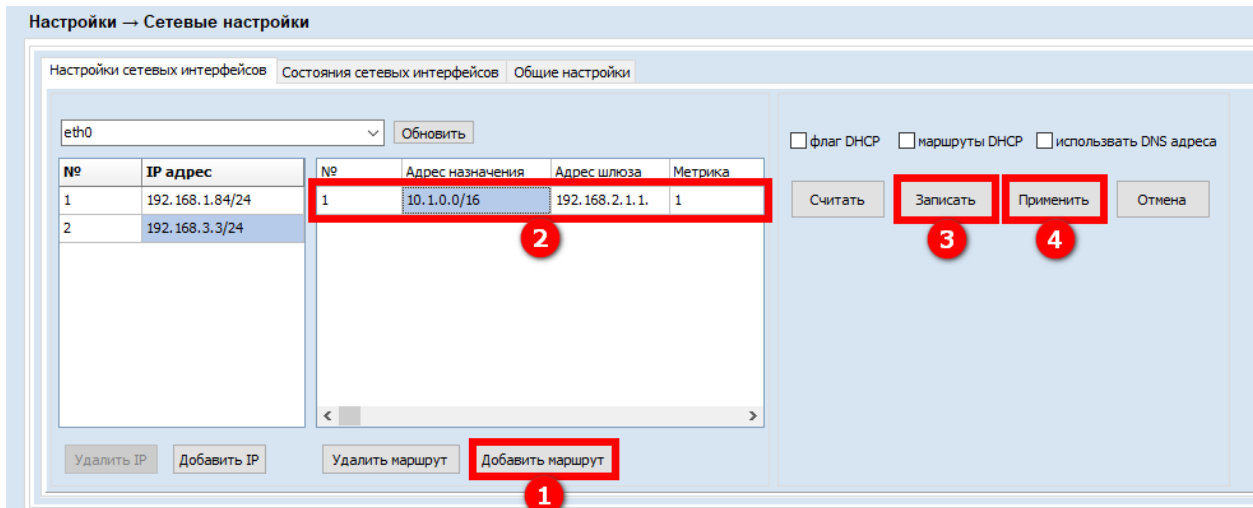 Настройки → Сетевые настройки
Настройки сетевых интерфейсов Состояния сетевых интерфейсов Общие настройки
eth0 Обновить
флаг DHCP маршруты DHCP использвать DNS адреса
№ IP адрес № Адрес назначения Адрес шлюза Метрика
1 192.168.1.84/24 1 10.1.0.0/16 192.168.2.1.1. 1
Считать Записать Применить Отмена
2 192.168.3.3/24
2 3 4
Удалить IP Добавить IP Удалить маршрут Добавить маршрут
1